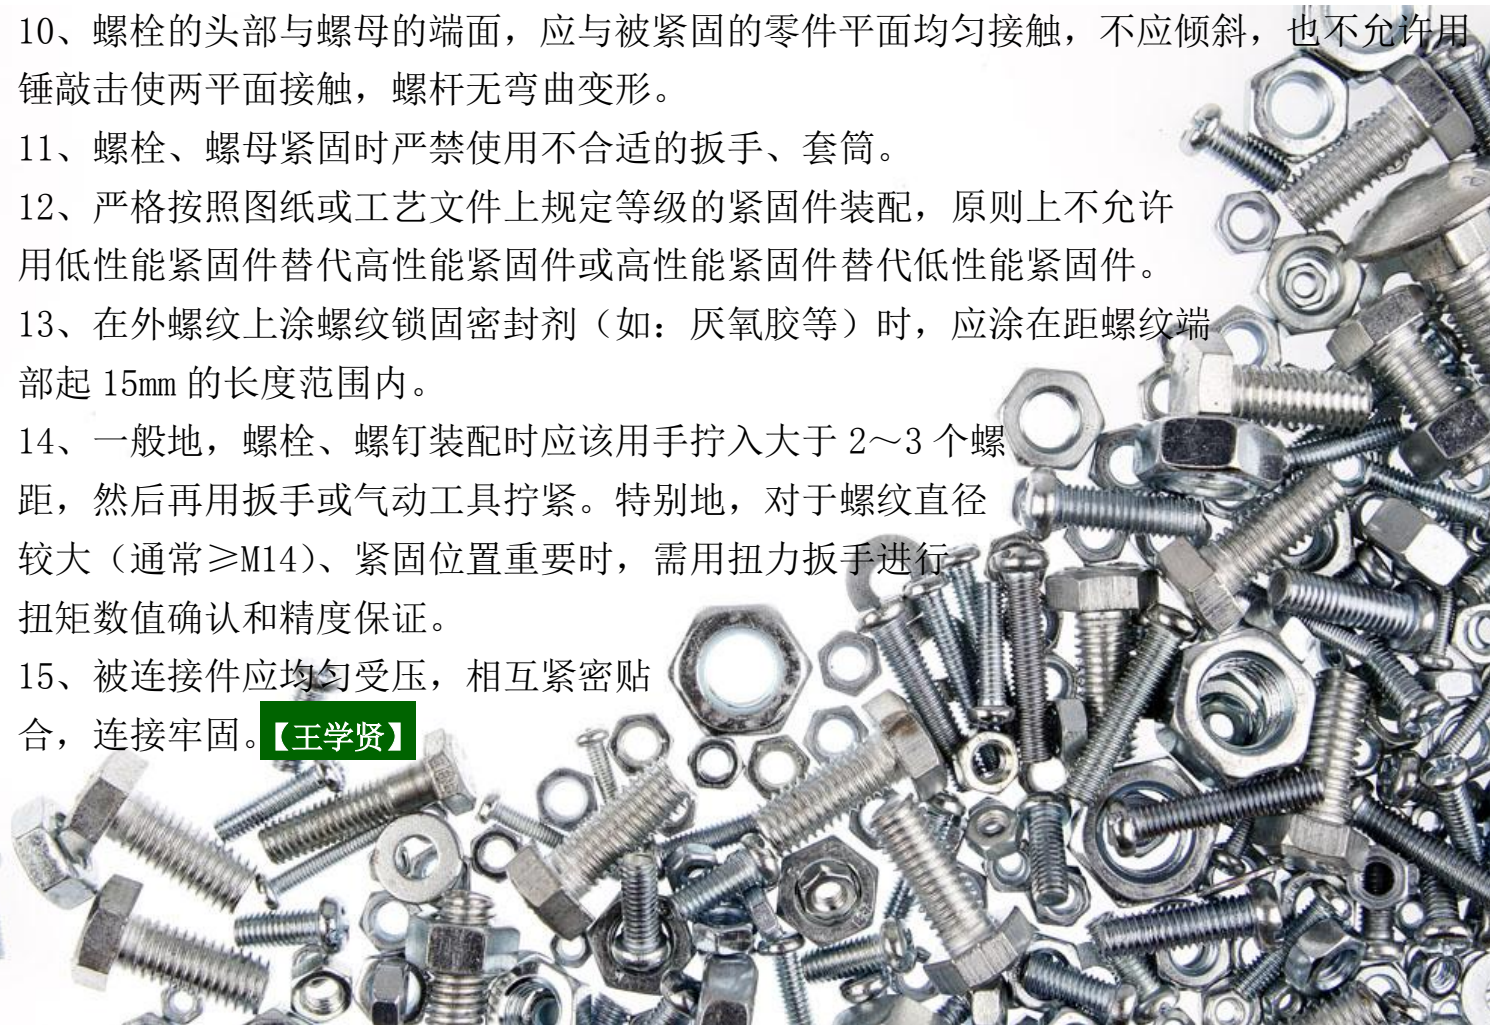 10、螺栓的头部与螺母的端面，应与被紧固的零件平面均匀接触，不应倾斜，也不允许用
锤敲击使两平面接触，螺杆无弯曲变形。
11、螺栓、螺母紧固时严禁使用不合适的扳手、套筒。
12、严格按照图纸或工艺文件上规定等级的紧固件装配，原则上不允许
用低性能紧固件替代高性能紧固件或高性能紧固件替代低性能紧固件。
13、在外螺纹上涂螺纹锁固密封剂（如：厌氧胶等）时，应涂在距螺纹端
部起 15mm 的长度范围内。
14、一般地，螺栓、螺钉装配时应该用手拧入大于 2～3 个螺
距，然后再用扳手或气动工具拧紧。特别地，对于螺纹直径
较大（通常≥M14）、紧固位置重要时，需用扭力扳手进行
扭矩数值确认和精度保证。
15、被连接件应均匀受压，相互紧密贴
合，连接牢固。【王学贤】